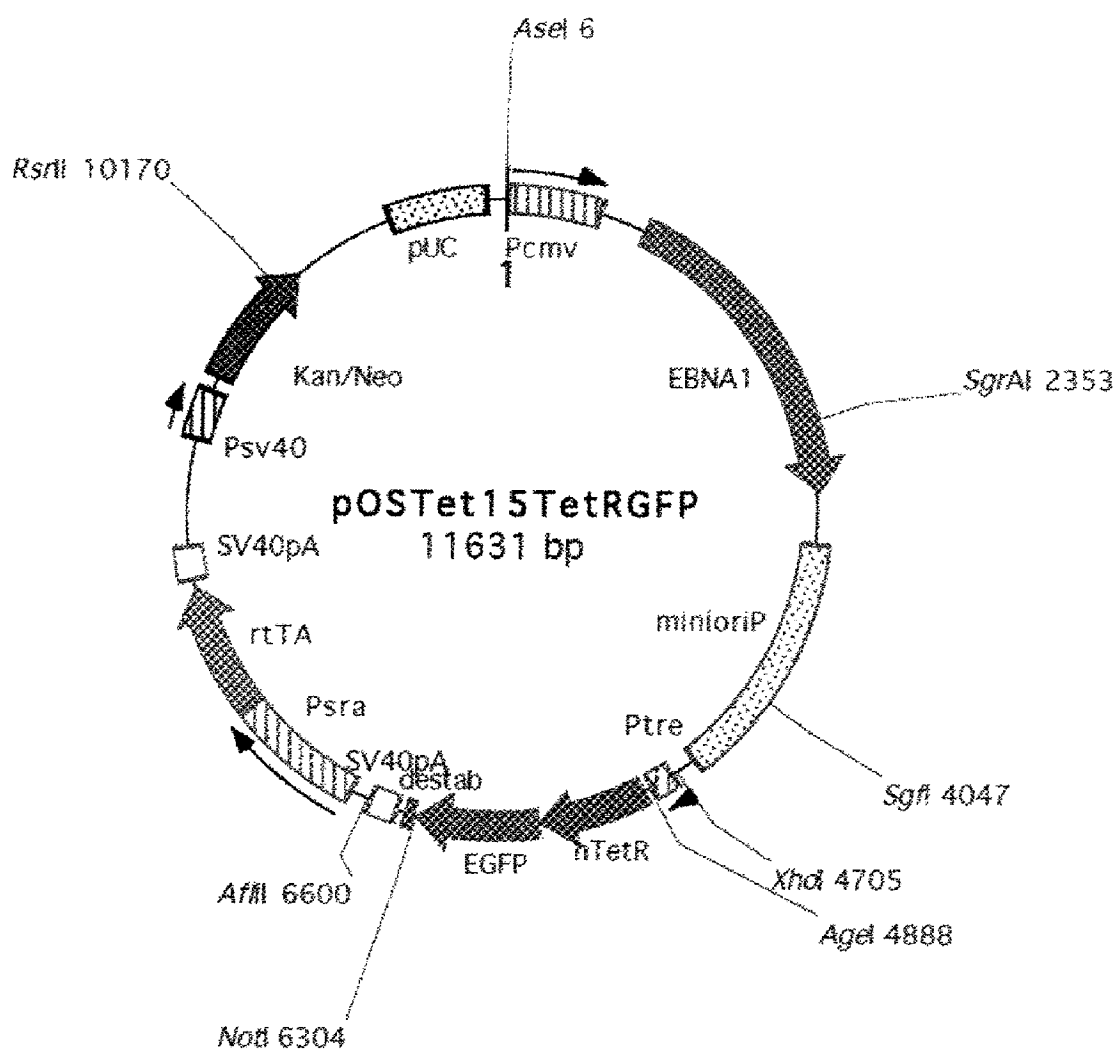 AseI 6
RsrII 10170
pUC
Pcmv
1
Kan/Neo
EBNA1
SgrAI 2353
Psv40
pOSTet15TetRGFP
11631 bp
SV40pA
rtTA
minioriP
Psra
Ptre
SV40pA
destab
SgfI 4047
EGFP
nTetR
XhoI 4705
AflII 6600
AgeI 4888
NotI 6304